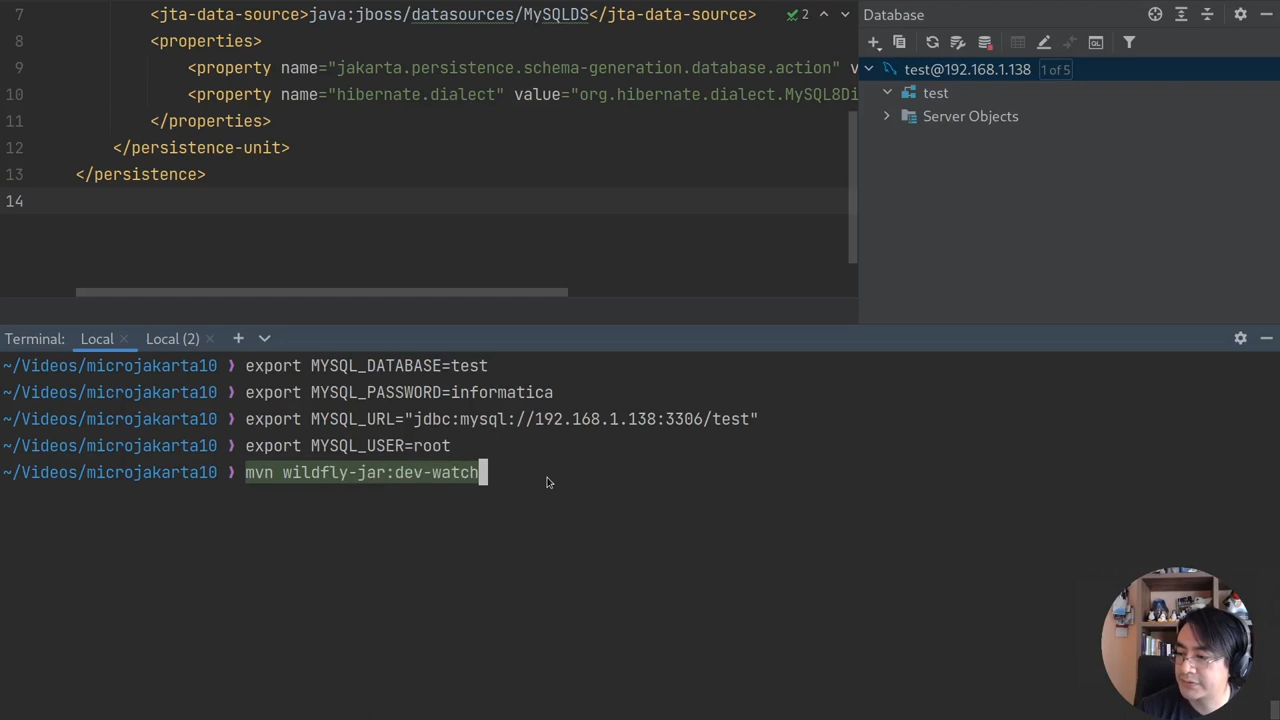 7 <jta-data-source>java:jboss/datasources/MySQLDS</jta-data-source>
8 <properties>
9 <property name="jakarta.persistence.schema-generation.database.action" v
10 <property name="hibernate.dialect" value="org.hibernate.dialect.MySQL8Di
11 </properties>
12 </persistence-unit>
13 </persistence>
14
2
Database
test@192.168.1.138 1 of 5
test
Server Objects
Terminal: Local Local (2)
~/Videos/microjakarta10 ❯ export MYSQL_DATABASE=test
~/Videos/microjakarta10 ❯ export MYSQL_PASSWORD=informatica
~/Videos/microjakarta10 ❯ export MYSQL_URL="jdbc:mysql://192.168.1.138:3306/test"
~/Videos/microjakarta10 ❯ export MYSQL_USER=root
~/Videos/microjakarta10 ❯ mvn wildfly-jar:dev-watch